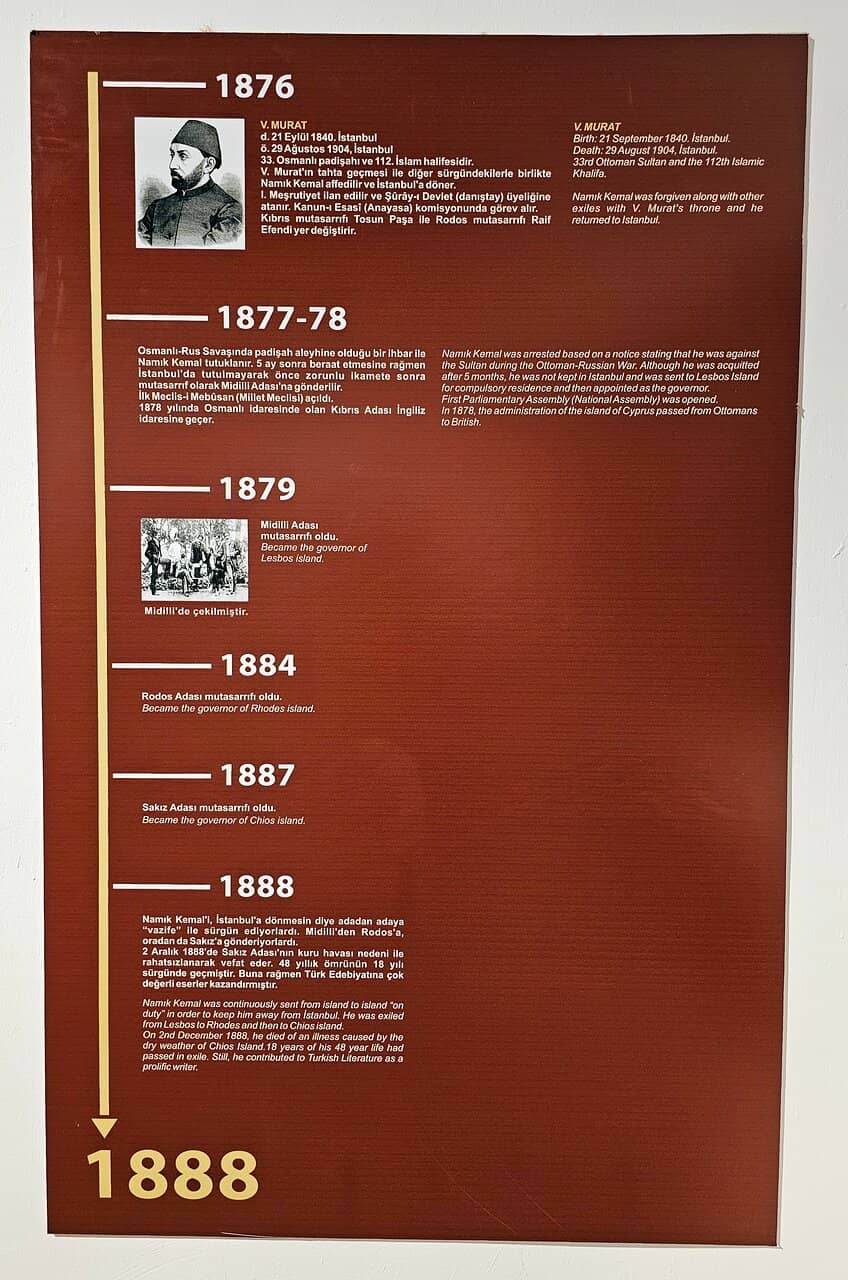 1876
V. MURAT
d. 21 Eylül 1840. İstanbul
ö. 29 Ağustos 1904, İstanbul
33. Osmanlı padişahı ve 112. İslam halifesidir.
V. Murat'ın tahta geçmesi ile diğer sürgündekilerle birlikte
Namık Kemal affedilir ve İstanbul'a döner.
I. Meşrutiyet ilan edilir ve Şûrây-ı Devlet (danıştay) üyeliğine
atanır. Kanun-ı Esasî (Anayasa) komisyonunda görev alır.
Kıbrıs mutasarrıfı Tosun Paşa ile Rodos mutasarrıfı Raif
Efendi yer değiştirir.
V. MURAT
Birth: 21 September 1840. İstanbul.
Death: 29 August 1904, İstanbul.
33rd Ottoman Sultan and the 112th Islamic
Khalifa.
Namık Kemal was forgiven along with other
exiles with V. Murat's throne and he
returned to Istanbul.
1877-78
Osmanlı-Rus Savaşında padişah aleyhine olduğu bir ihbar ile
Namık Kemal tutuklanır. 5 ay sonra beraat etmesine rağmen
İstanbul'da tutulmayarak önce zorunlu ikamete sonra
mutasarrıf olarak Midilli Adası'na gönderilir.
İlk Meclis-i Mebûsan (Millet Meclisi) açıldı.
1878 yılında Osmanlı idaresinde olan Kıbrıs Adası İngiliz
idaresine geçer.
Namık Kemal was arrested based on a notice stating that he was against
the Sultan during the Ottoman-Russian War. Although he was acquitted
after 5 months, he was not kept in Istanbul and was sent to Lesbos Island
for compulsory residence and then appointed as the governor.
First Parliamentary Assembly (National Assembly) was opened.
In 1878, the administration of the island of Cyprus passed from Ottomans
to British.
1879
Midilli Adası
mutasarrıfı oldu.
Became the governor of
Lesbos island.
Midilli'de çekilmiştir.
1884
Rodos Adası mutasarrıfı oldu.
Became the governor of Rhodes island.
1887
Sakız Adası mutasarrıfı oldu.
Became the governor of Chios island.
1888
Namık Kemal'i, İstanbul'a dönmesin diye adadan adaya
“vazife” ile sürgün ediyorlardı. Midilli'den Rodos'a,
oradan da Sakız'a gönderiyorlardı.
2 Aralık 1888'de Sakız Adası'nın kuru havası nedeni ile
rahatsızlanarak vefat eder. 48 yıllık ömrünün 18 yılı
sürgünde geçmiştir. Buna rağmen Türk Edebiyatına çok
değerli eserler kazandırmıştır.
Namık Kemal was continuously sent from island to island “on
duty” in order to keep him away from İstanbul. He was exiled
from Lesbos to Rhodes and then to Chios island.
On 2nd December 1888, he died of an illness caused by the
dry weather of Chios Island.18 years of his 48 year life had
passed in exile. Still, he contributed to Turkish Literature as a
prolific writer.
1888